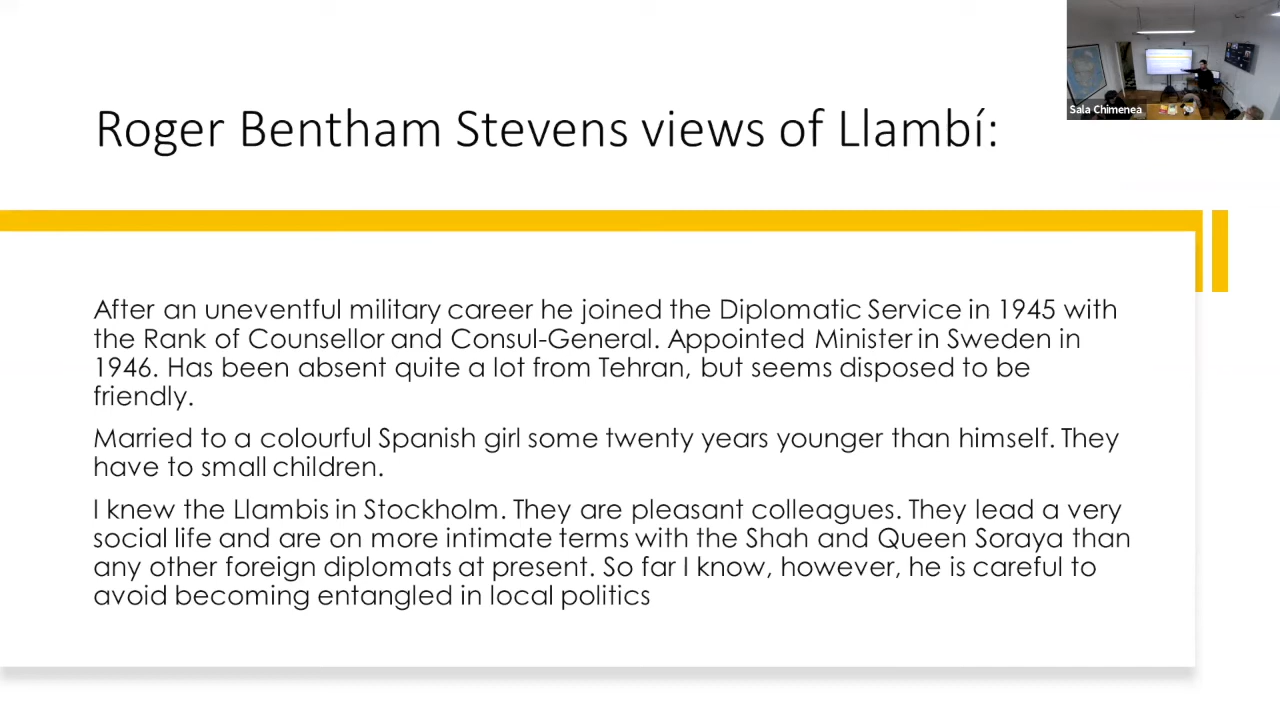 Roger Bentham Stevens views of Llambí:
Sala Chimenea
After an uneventful military career he joined the Diplomatic Service in 1945 with
the Rank of Counsellor and Consul-General. Appointed Minister in Sweden in
1946. Has been absent quite a lot from Tehran, but seems disposed to be
friendly.
Married to a colourful Spanish girl some twenty years younger than himself. They
have to small children.
I knew the Llambis in Stockholm. They are pleasant colleagues. They lead a very
social life and are on more intimate terms with the Shah and Queen Soraya than
any other foreign diplomats at present. So far I know, however, he is careful to
avoid becoming entangled in local politics